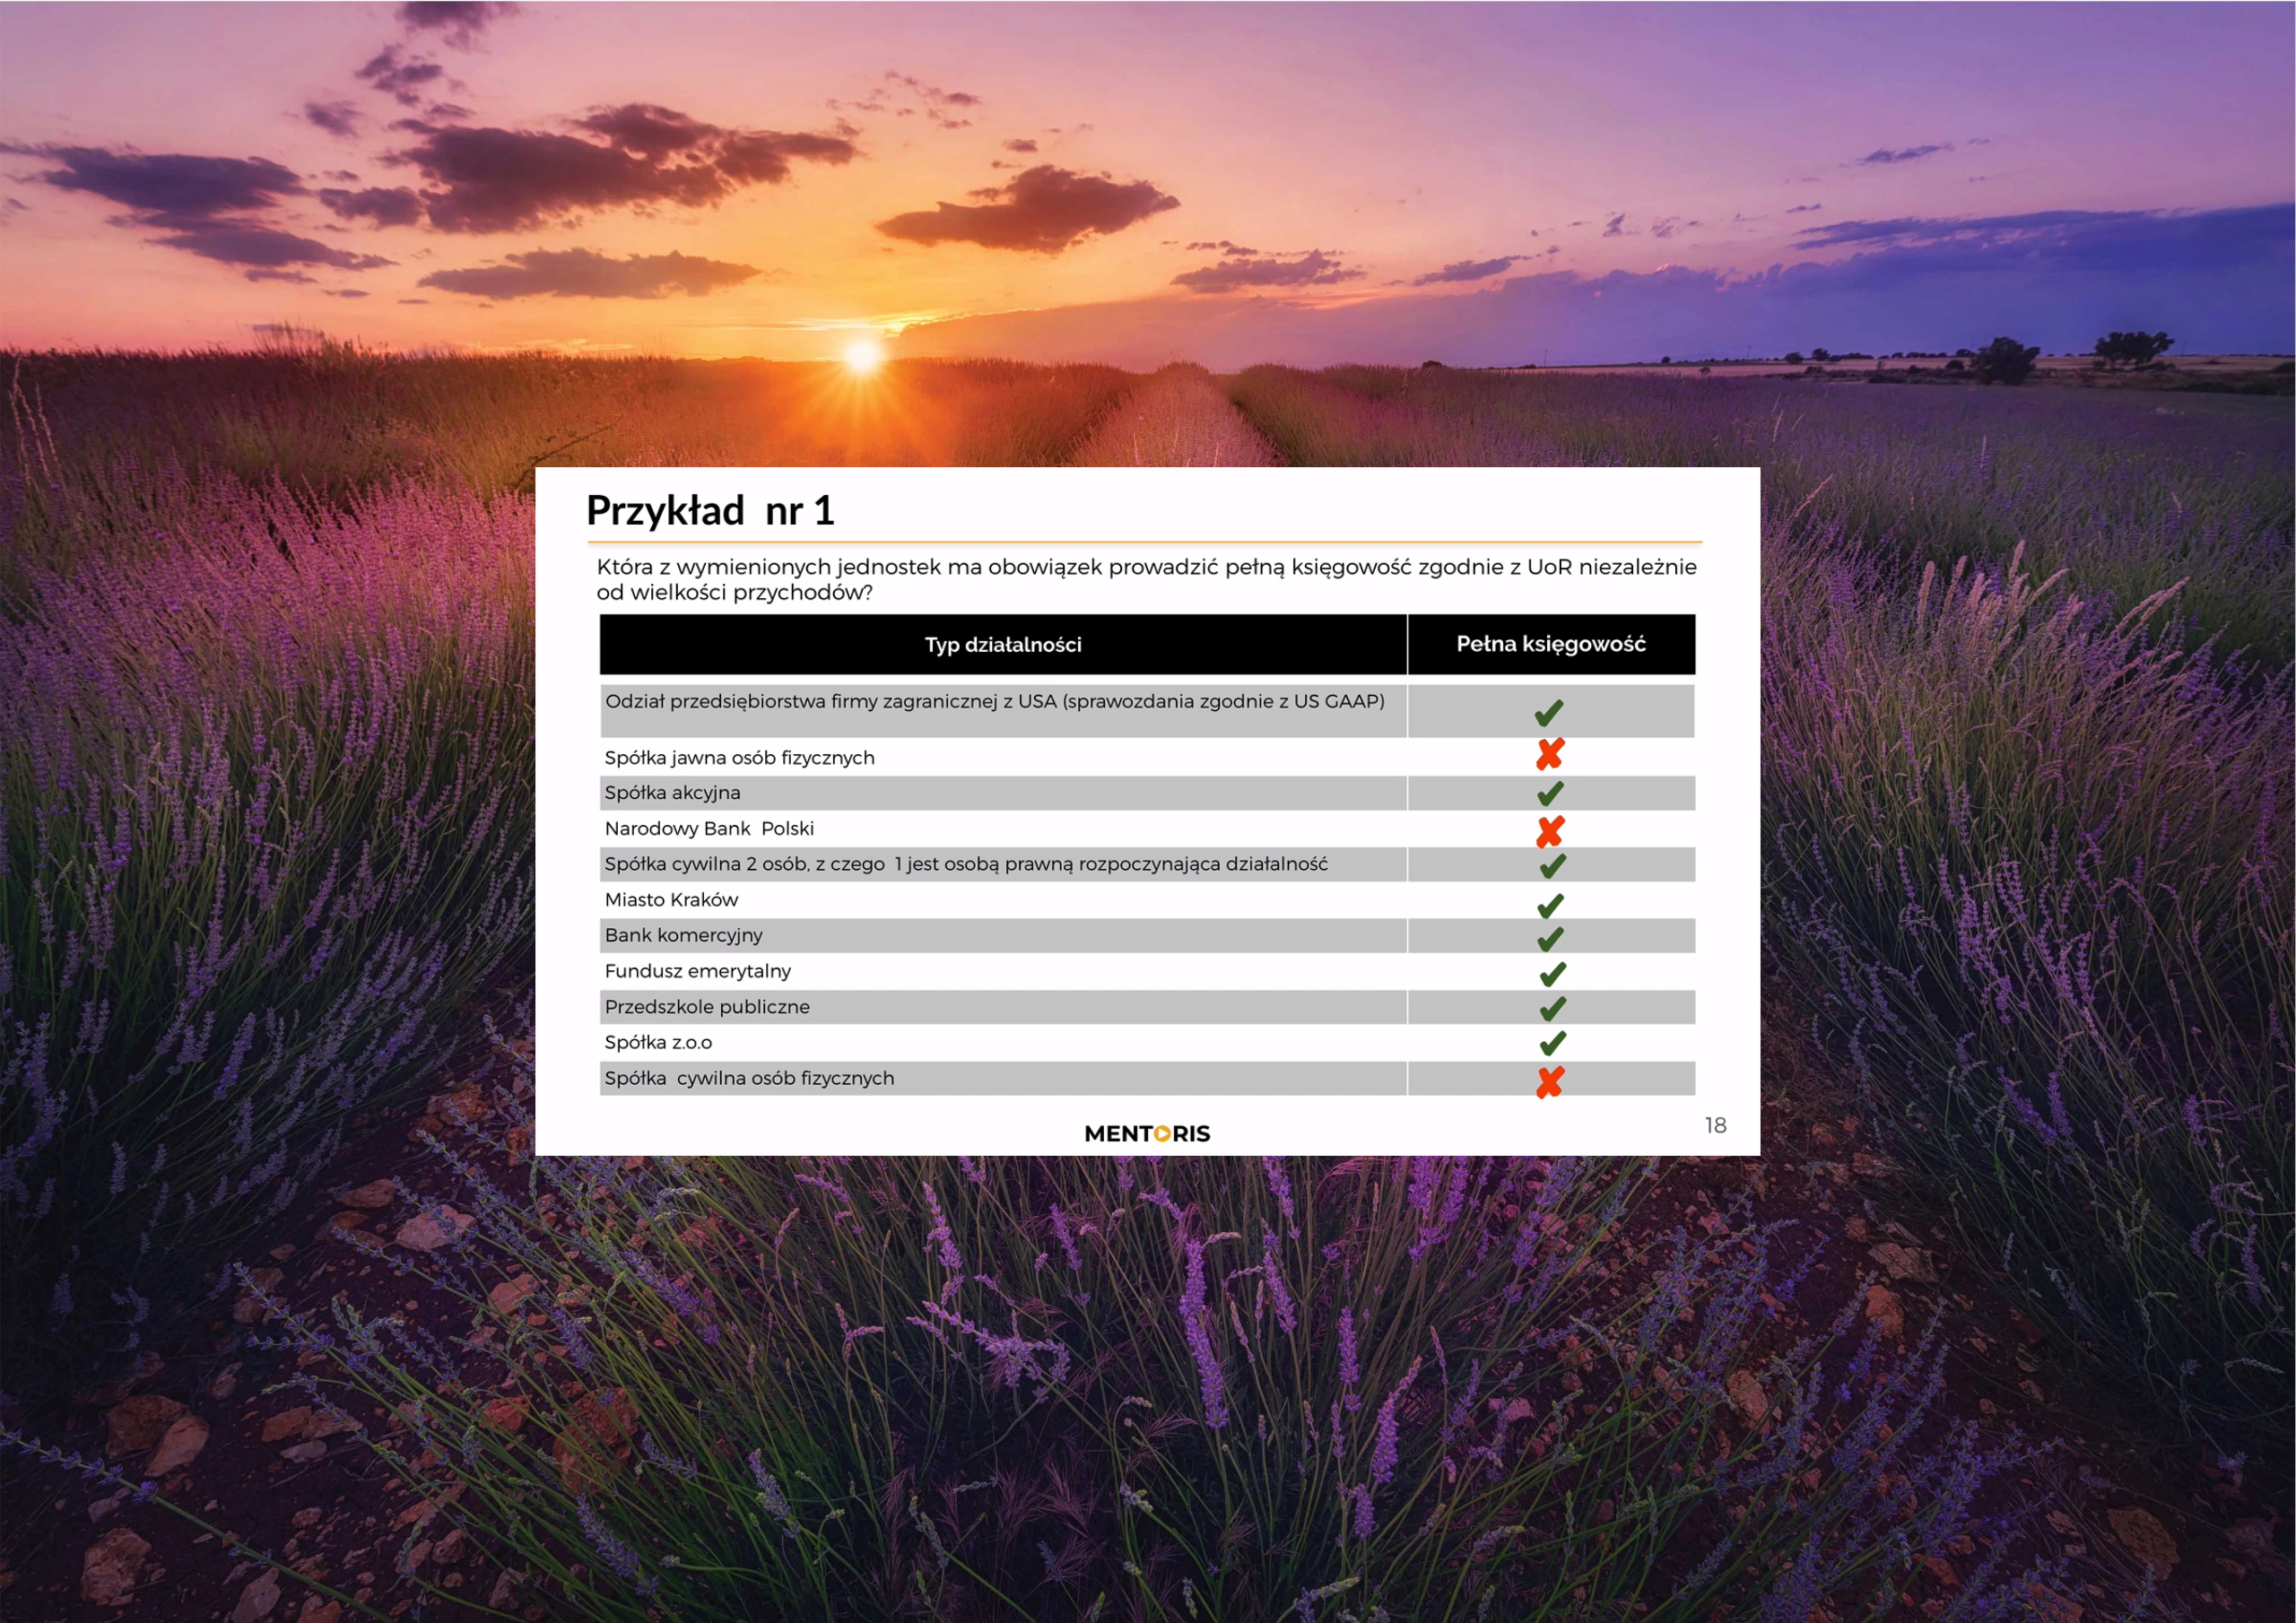 Przykład nr 1
Która z wymienionych jednostek ma obowiązek prowadzić pełną księgowość zgodnie z UoR niezależnie
od wielkości przychodów?
Typ działalności Pełna księgowość
Odział przedsiębiorstwa firmy zagranicznej z USA (sprawozdania zgodnie z US GAAP) ✔
Spółka jawna osób fizycznych ✘
Spółka akcyjna ✔
Narodowy Bank Polski ✘
Spółka cywilna 2 osób, z czego 1 jest osobą prawną rozpoczynająca działalność ✔
Miasto Kraków ✔
Bank komercyjny ✔
Fundusz emerytalny ✔
Przedszkole publiczne ✔
Spółka z.o.o ✔
Spółka cywilna osób fizycznych ✘
MENTORIS
18